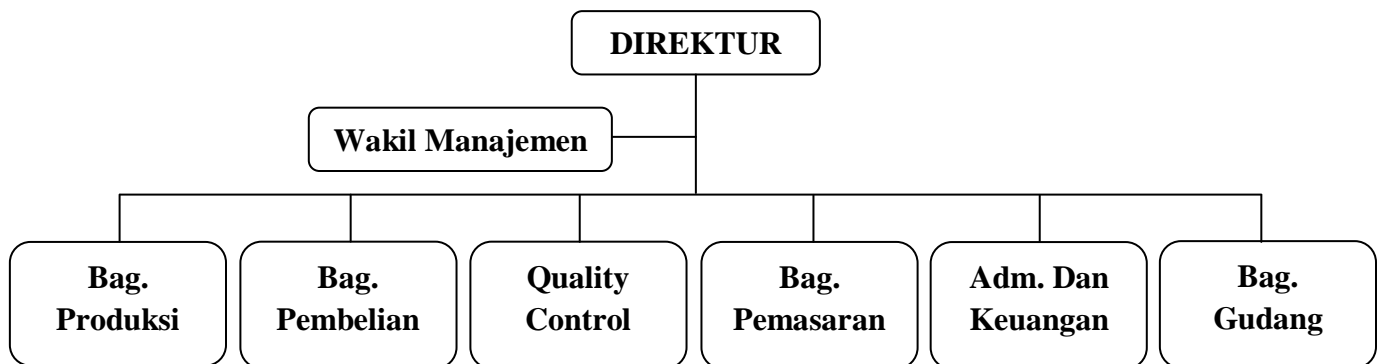 DIREKTUR
Wakil Manajemen
Bag.
Produksi
Bag.
Pembelian
Quality
Control
Bag.
Pemasaran
Adm. Dan
Keuangan
Bag.
Gudang